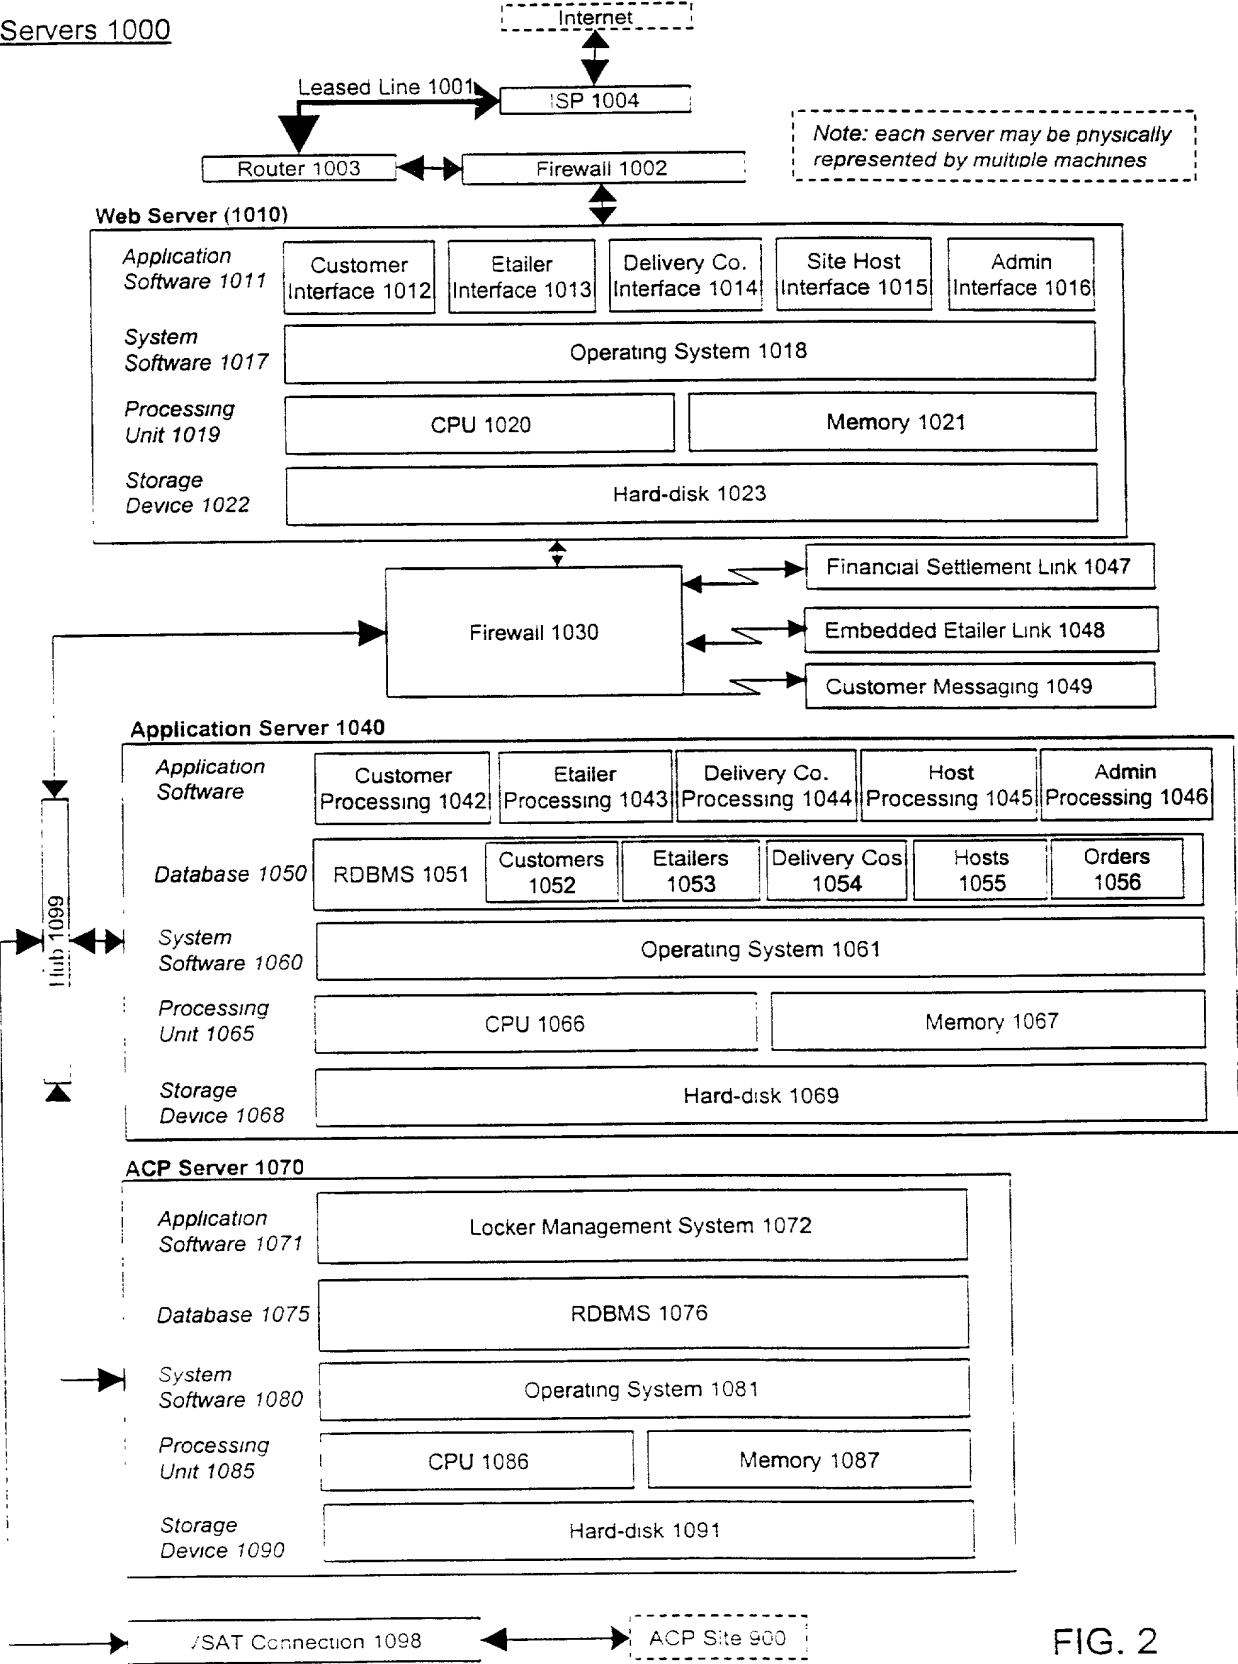 Servers 1000
Internet
Leased Line 1001
ISP 1004
Note: each server may be physically
represented by multiple machines
Router 1003
Firewall 1002
Web Server (1010)
Application
Software 1011
Customer
Interface 1012
Etailer
Interface 1013
Delivery Co.
Interface 1014
Site Host
Interface 1015
Admin
Interface 1016
System
Software 1017
Operating System 1018
Processing
Unit 1019
CPU 1020
Memory 1021
Storage
Device 1022
Hard-disk 1023
Firewall 1030
Financial Settlement Link 1047
Embedded Etailer Link 1048
Customer Messaging 1049
Application Server 1040
Application
Software
Customer
Processing 1042
Etailer
Processing 1043
Delivery Co.
Processing 1044
Host
Processing 1045
Admin
Processing 1046
Database 1050
RDBMS 1051
Customers
1052
Etailers
1053
Delivery Cos
1054
Hosts
1055
Orders
1056
Hub 1099
System
Software 1060
Operating System 1061
Processing
Unit 1065
CPU 1066
Memory 1067
Storage
Device 1068
Hard-disk 1069
ACP Server 1070
Application
Software 1071
Locker Management System 1072
Database 1075
RDBMS 1076
System
Software 1080
Operating System 1081
Processing
Unit 1085
CPU 1086
Memory 1087
Storage
Device 1090
Hard-disk 1091
VSAT Connection 1098
ACP Site 900
FIG. 2